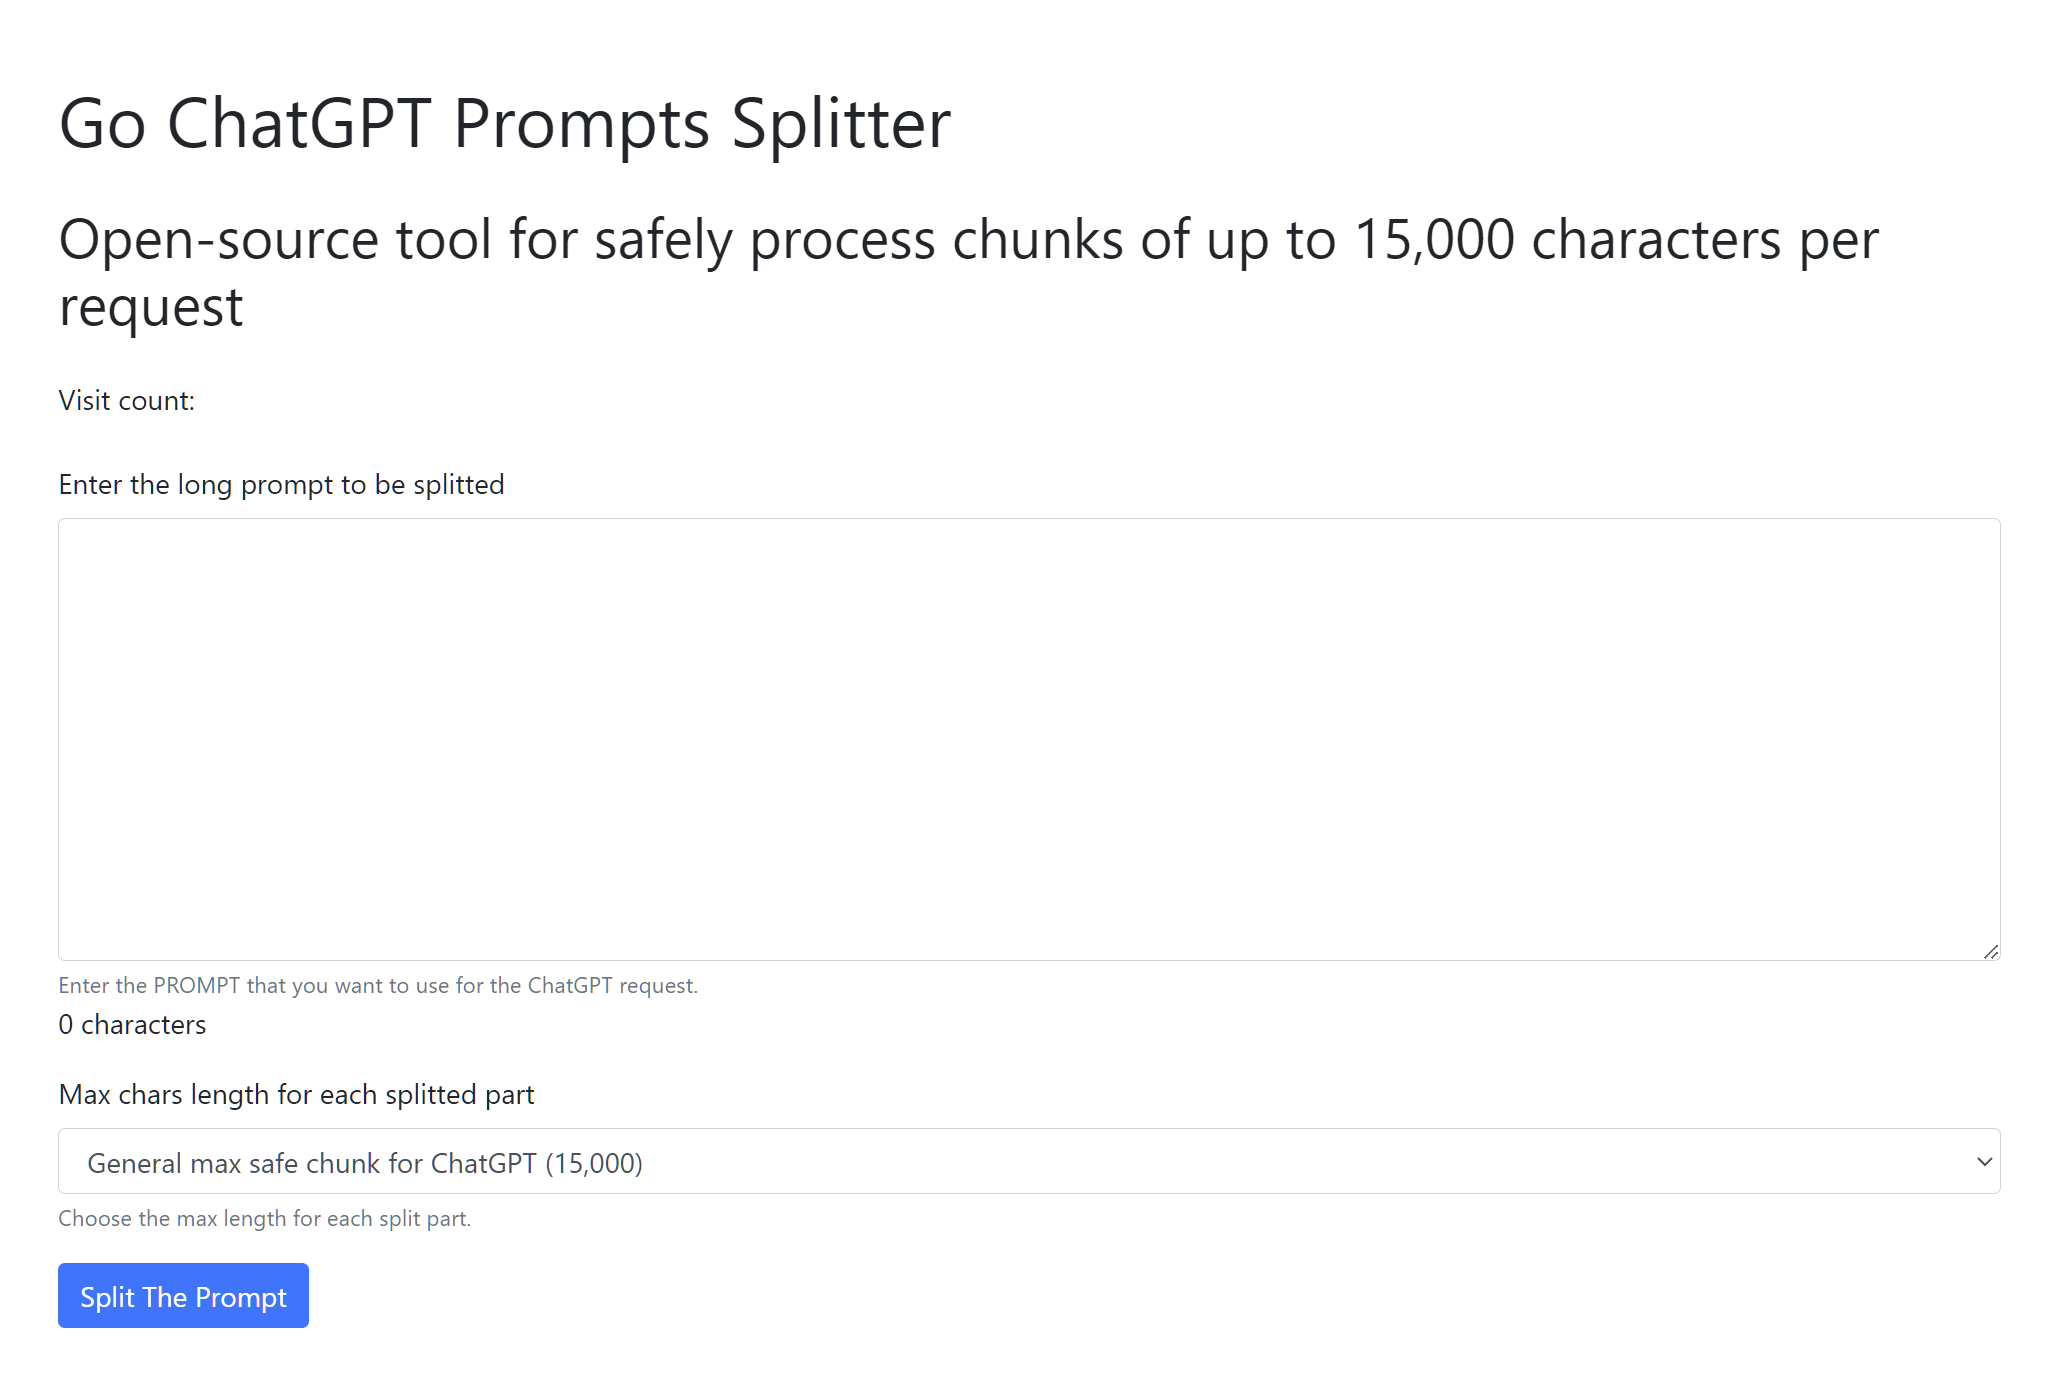 Go ChatGPT Prompts Splitter
Open-source tool for safely process chunks of up to 15,000 characters per
request
Visit count:
Enter the long prompt to be splitted
Enter the PROMPT that you want to use for the ChatGPT request.
0 characters
Max chars length for each splitted part
General max safe chunk for ChatGPT (15,000)
Choose the max length for each split part.
Split The Prompt